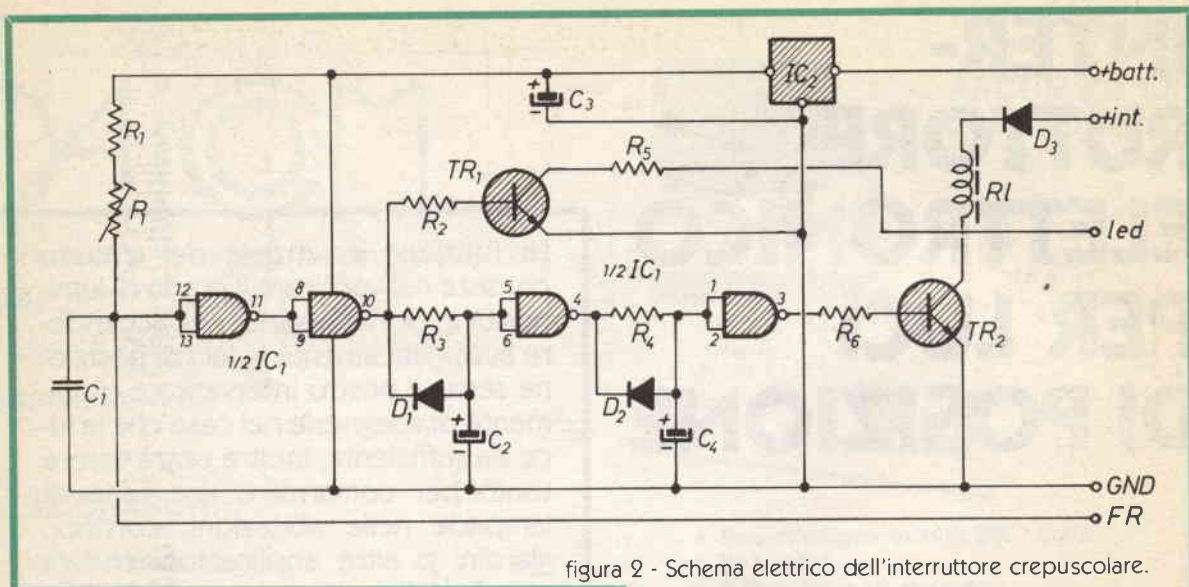 R1
R
C1
12
13
11
8
9
10
1/2 IC1
TR1
R2
R3
D1
+
-
C2
+
-
C3
R5
5
6
4
1/2 IC1
R4
D2
+
-
C4
1
2
3
R6
TR2
IC2
+batt.
+int.
D3
Rl
led
GND
FR
figura 2 - Schema elettrico dell'interruttore crepuscolare.